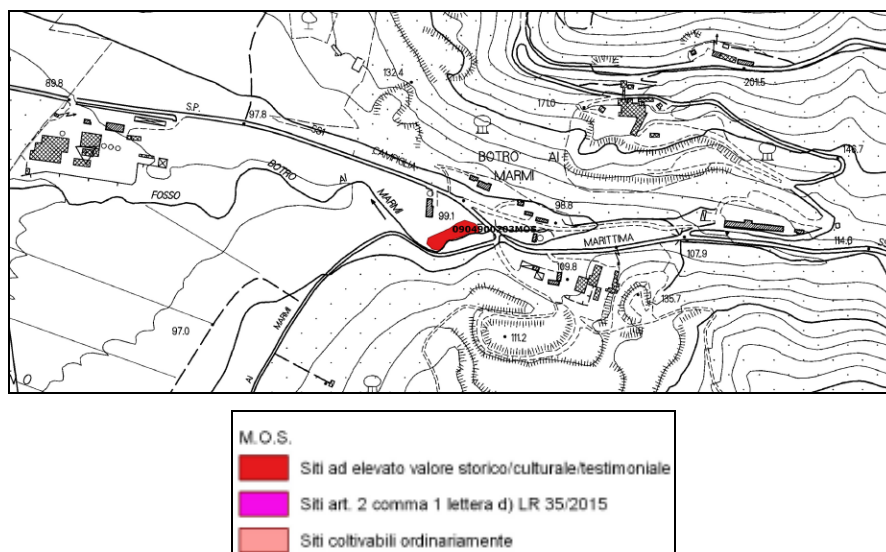 132.4
201.5
89.8
S.P.
97.8
171.0
CAMPIGLIA
BOTRO AI
MARMI
146.7
BOTRO AI
FOSSO
MARMI
99.1
98.8
0904900203MOS
MARITTIMA
114.0
107.9
109.8
135.7
97.0
MARMI
111.2
AI
M.O.S.
Siti ad elevato valore storico/culturale/testimoniale
Siti art. 2 comma 1 lettera d) LR 35/2015
Siti coltivabili ordinariamente